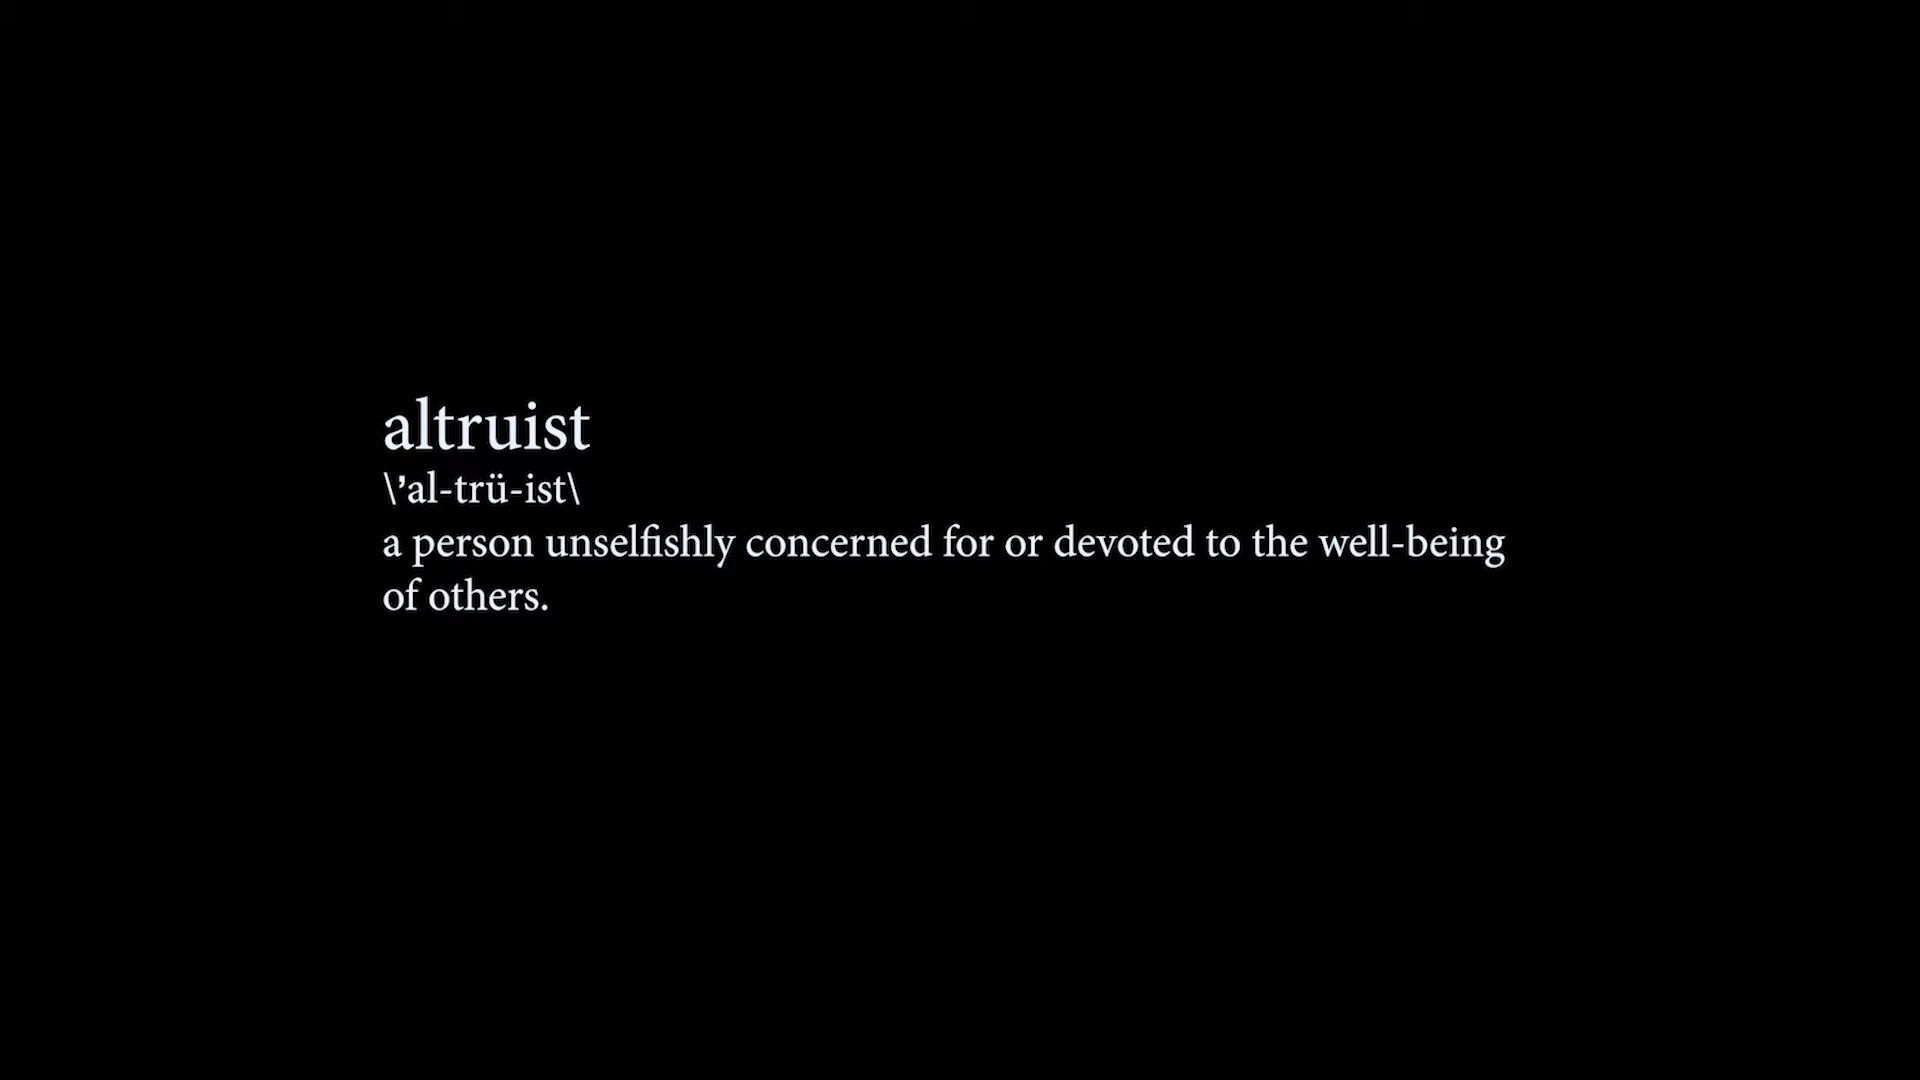 altruist
\’al-trü-ist\
a person unselfishly concerned for or devoted to the well-being
of others.